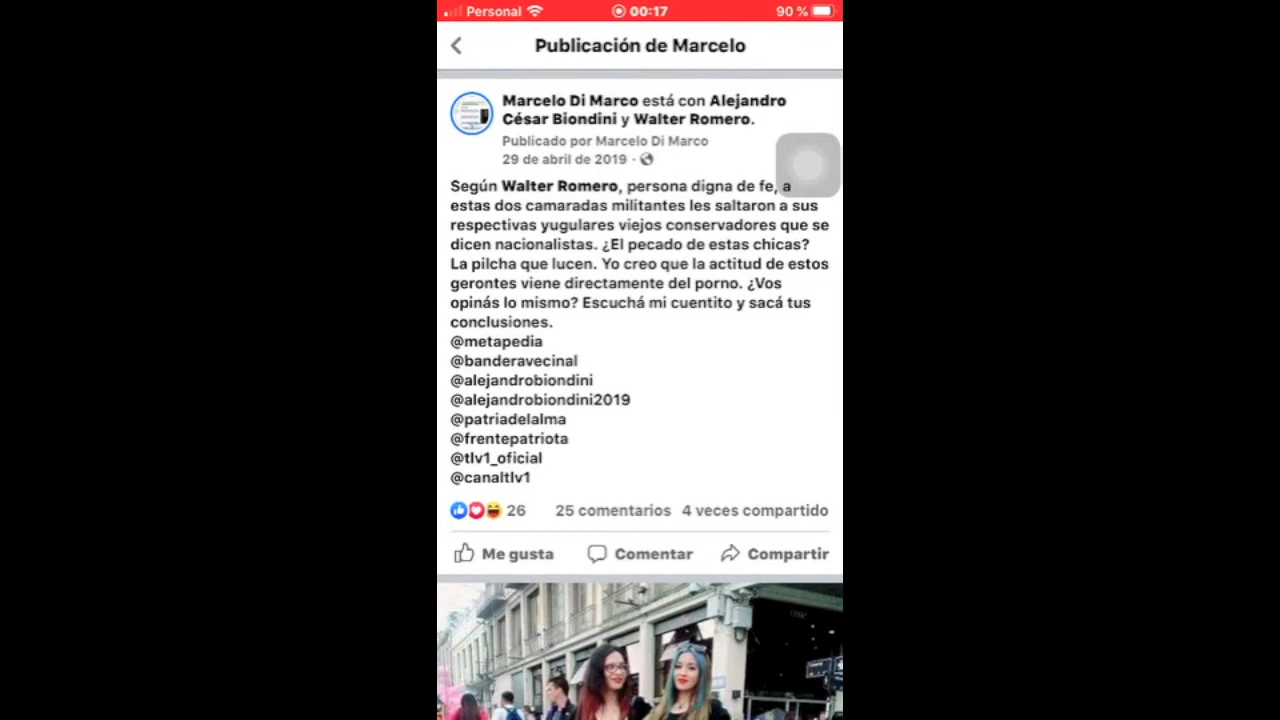 Personal 00:17 90 %
Publicación de Marcelo
Marcelo Di Marco está con Alejandro
César Biondini y Walter Romero.
Publicado por Marcelo Di Marco
29 de abril de 2019 ·
Según Walter Romero, persona digna de fe, a
estas dos camaradas militantes les saltaron a sus
respectivas yugulares viejos conservadores que se
dicen nacionalistas. ¿El pecado de estas chicas?
La pilcha que lucen. Yo creo que la actitud de estos
gerontes viene directamente del porno. ¿Vos
opinás lo mismo? Escuchá mi cuentito y sacá tus
conclusiones.
@metapedia
@banderavecinal
@alejandrobiondini
@alejandrobiondini2019
@patriadelalma
@frentepatriota
@tlv1_oficial
@canaltlv1
26 25 comentarios 4 veces compartido
Me gusta Comentar Compartir